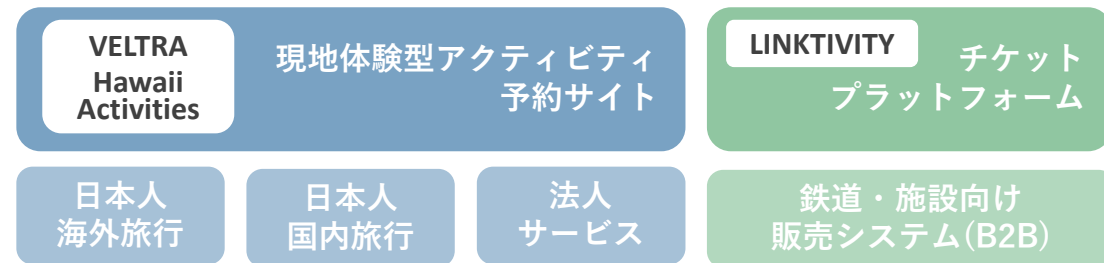 VELTRA
Hawaii
Activities
現地体験型アクティビティ
予約サイト
LINKTIVITY
チケット
プラットフォーム
日本人
海外旅行
日本人
国内旅行
法人
サービス
鉄道・施設向け
販売システム(B2B)